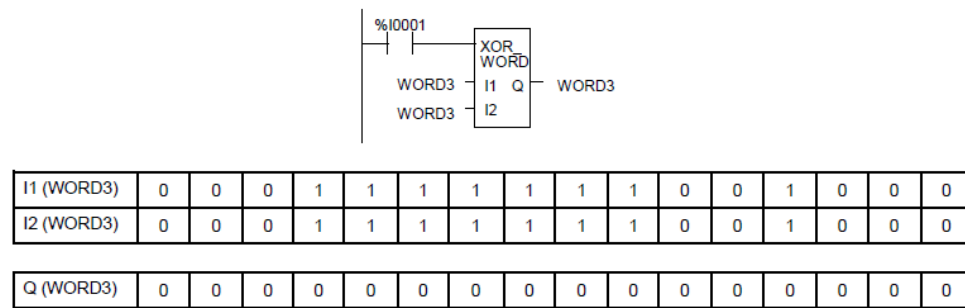 %I0001
XOR_
WORD
WORD3 I1 Q WORD3
WORD3 I2
I1 (WORD3) 0 0 0 1 1 1 1 1 1 1 0 0 1 0 0 0
I2 (WORD3) 0 0 0 1 1 1 1 1 1 1 0 0 1 0 0 0
Q (WORD3) 0 0 0 0 0 0 0 0 0 0 0 0 0 0 0 0